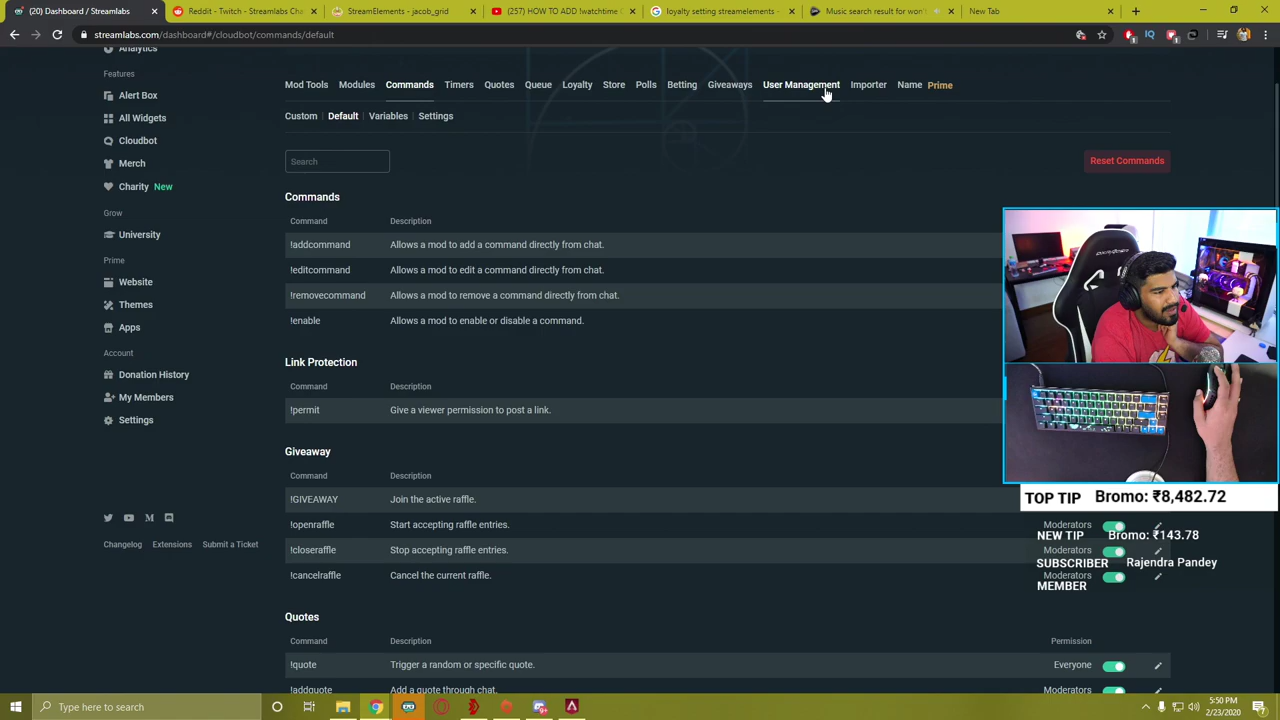 (20) Dashboard / Streamlabs
Reddit - Twitch - Streamlabs Cha
StreamElements - jacob_grid
(257) HOW TO ADD !watchtime C
loyalty setting streamelements -
Music search result for won't
New Tab
streamlabs.com/dashboard#/cloudbot/commands/default
Analytics
Features
Alert Box
All Widgets
Cloudbot
Merch
Charity New
Grow
University
Prime
Website
Themes
Apps
Account
Donation History
My Members
Settings
Changelog Extensions Submit a Ticket
Mod Tools Modules Commands Timers Quotes Queue Loyalty Store Polls Betting Giveaways User Management Importer Name Prime
Custom Default Variables Settings
Search
Reset Commands
Commands
Command Description
!addcommand Allows a mod to add a command directly from chat.
!editcommand Allows a mod to edit a command directly from chat.
!removecommand Allows a mod to remove a command directly from chat.
!enable Allows a mod to enable or disable a command.
Link Protection
Command Description
!permit Give a viewer permission to post a link.
Giveaway
Command Description
!GIVEAWAY Join the active raffle.
!openraffle Start accepting raffle entries. Moderators
!closeraffle Stop accepting raffle entries. Moderators
!cancelraffle Cancel the current raffle. Moderators
Quotes
Command Description Permission
!quote Trigger a random or specific quote. Everyone
!addquote Add a quote through chat. Moderators
TOP TIP Bromo: ₹8,482.72
NEW TIP Bromo: ₹143.78
SUBSCRIBER Rajendra Pandey
MEMBER
Type here to search
5:50 PM
2/23/2020